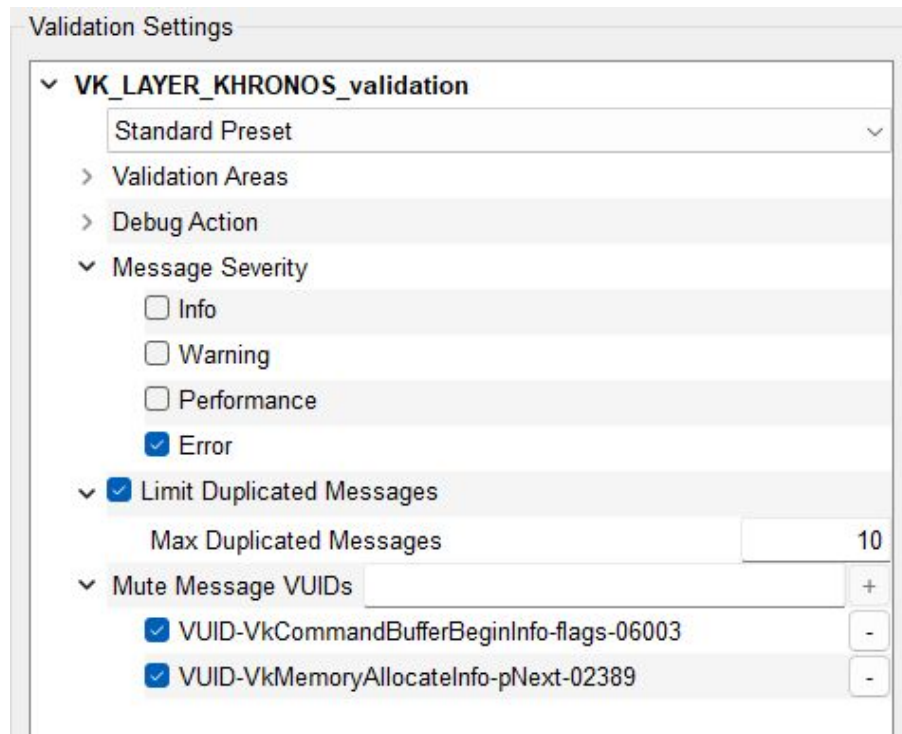 Validation Settings
VK_LAYER_KHRONOS_validation
Standard Preset
Validation Areas
Debug Action
Message Severity
Info
Warning
Performance
Error
Limit Duplicated Messages
Max Duplicated Messages 10
Mute Message VUIDs +
VUID-VkCommandBufferBeginInfo-flags-06003 -
VUID-VkMemoryAllocateInfo-pNext-02389 -